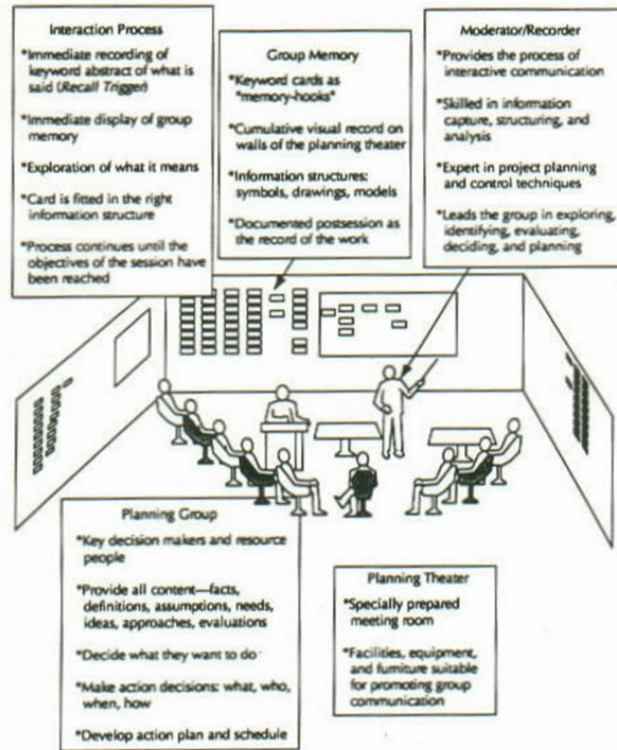 Interaction Process
*Immediate recording of
keyword abstract of what is
said (Recall Trigger)
*Immediate display of group
memory
*Exploration of what it means
*Card is fitted in the right
information structure
*Process continues until the
objectives of the session have
been reached
Group Memory
*Keyword cards as
"memory-hooks"
*Cumulative visual record on
walls of the planning theater
*Information structures:
symbols, drawings, models
*Documented postsession as
the record of the work
Moderator/Recorder
*Provides the process of
interactive communication
*Skilled in information
capture, structuring, and
analysis
*Expert in project planning
and control techniques
*Leads the group in exploring,
identifying, evaluating,
deciding, and planning
Planning Group
*Key decision makers and resource
people
*Provide all content—facts,
definitions, assumptions, needs,
ideas, approaches, evaluations
*Decide what they want to do
*Make action decisions: what, who,
when, how
*Develop action plan and schedule
Planning Theater
*Specially prepared
meeting room
*Facilities, equipment,
and furniture suitable
for promoting group
communication